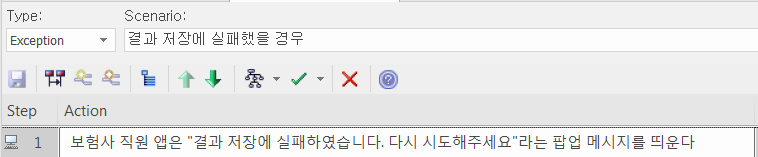 Type: Scenario:
Exception 결과 저장에 실패했을 경우
Step Action
1 보험사 직원 앱은 "결과 저장에 실패하였습니다. 다시 시도해주세요"라는 팝업 메시지를 띄운다